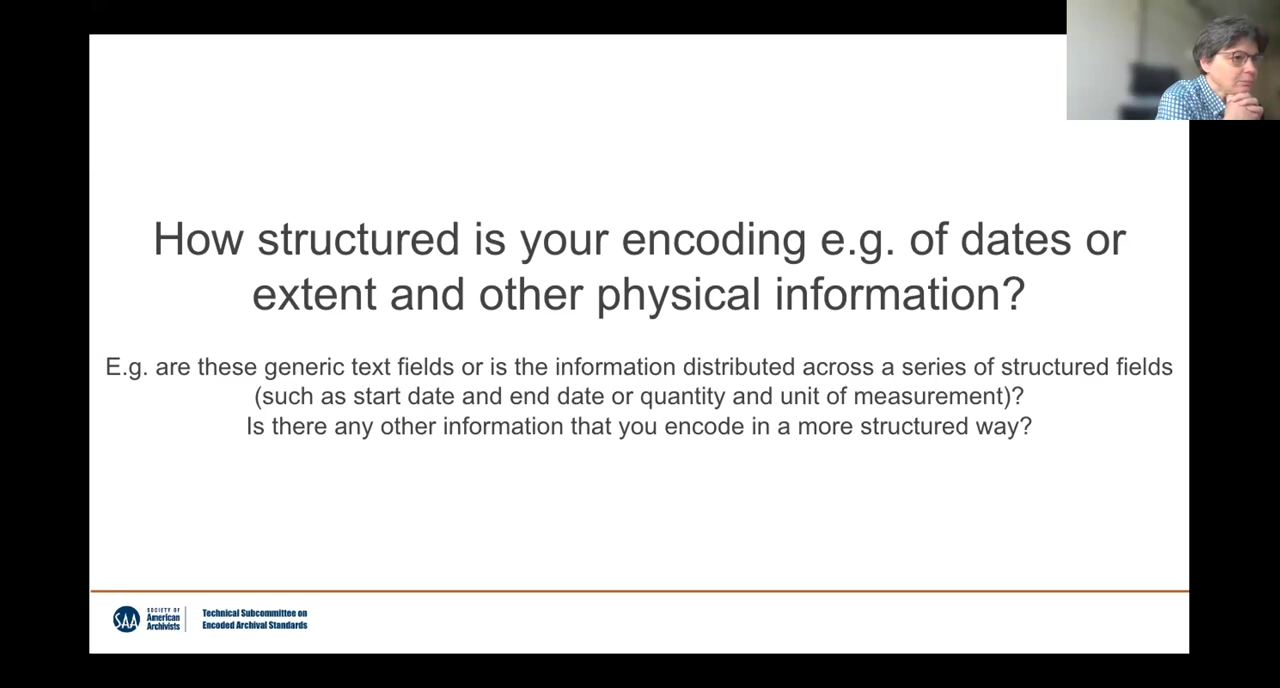 How structured is your encoding e.g. of dates or
extent and other physical information?
E.g. are these generic text fields or is the information distributed across a series of structured fields
(such as start date and end date or quantity and unit of measurement)?
Is there any other information that you encode in a more structured way?
SAA
SOCIETY OF
American
Archivists
Technical Subcommittee on
Encoded Archival Standards